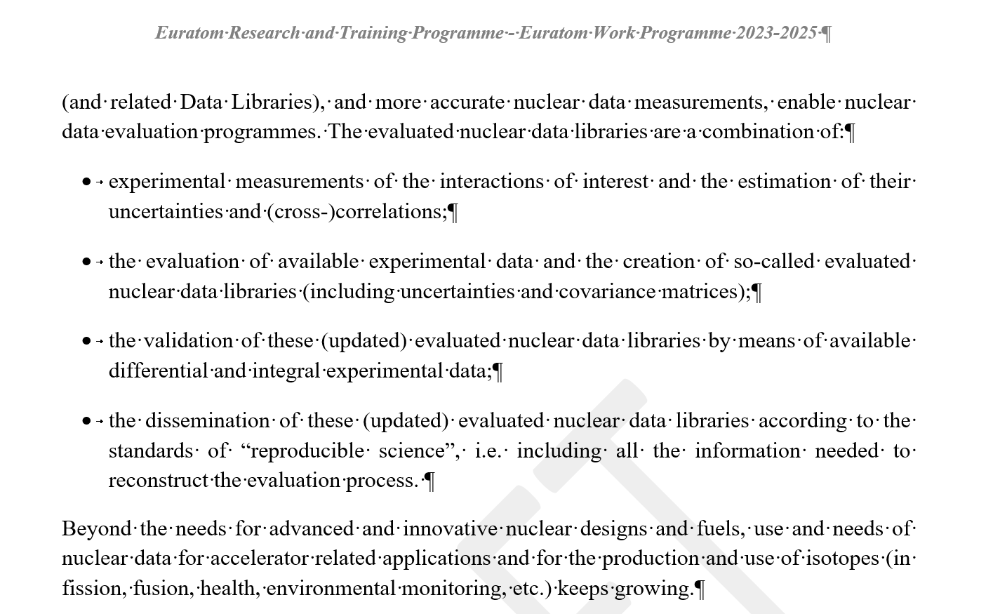 Euratom·Research·and·Training·Programme·-·Euratom·Work·Programme·2023-2025·¶
(and·related·Data·Libraries),·and·more·accurate·nuclear·data·measurements,·enable·nuclear·
data·evaluation·programmes.·The·evaluated·nuclear·data·libraries·are·a·combination·of:¶
●→experimental·measurements·of·the·interactions·of·interest·and·the·estimation·of·their·
uncertainties·and·(cross-)correlations;¶
●→the·evaluation·of·available·experimental·data·and·the·creation·of·so-called·evaluated·
nuclear·data·libraries·(including·uncertainties·and·covariance·matrices);¶
●→the·validation·of·these·(updated)·evaluated·nuclear·data·libraries·by·means·of·available·
differential·and·integral·experimental·data;¶
●→the·dissemination·of·these·(updated)·evaluated·nuclear·data·libraries·according·to·the·
standards·of·“reproducible·science”,·i.e.·including·all·the·information·needed·to·
reconstruct·the·evaluation·process.·¶
Beyond·the·needs·for·advanced·and·innovative·nuclear·designs·and·fuels,·use·and·needs·of·
nuclear·data·for·accelerator·related·applications·and·for·the·production·and·use·of·isotopes·(in·
fission,·fusion,·health,·environmental·monitoring,·etc.)·keeps·growing.¶